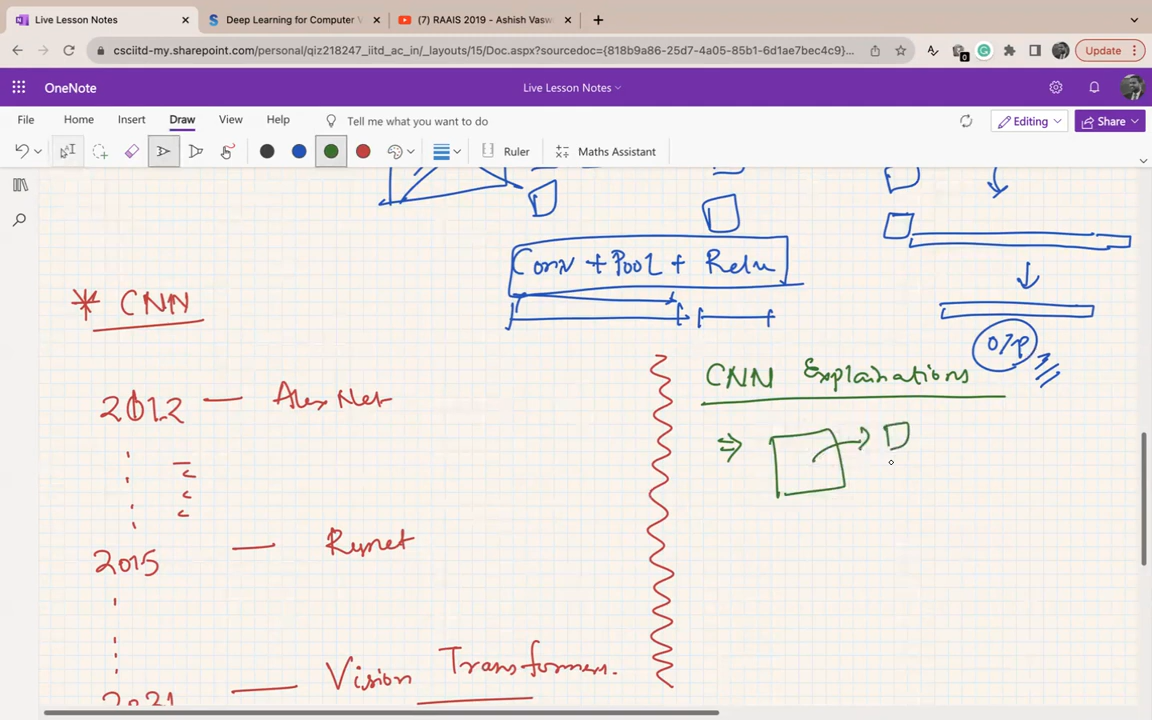 Live Lesson Notes
Deep Learning for Computer V
(7) RAAIS 2019 - Ashish Vasw
csciitd-my.sharepoint.com/personal/qiz218247_iitd_ac_in/_layouts/15/Doc.aspx?sourcedoc={818b9a86-25d7-4a05-85b1-6d1ae7bec4c9}...
0
Update
OneNote
Live Lesson Notes
File Home Insert Draw View Help Tell me what you want to do
Editing
Share
Ruler
Maths Assistant
Conv + Pool + Relu
O/P
* CNN
2012 — AlexNet
2015 —
2021 — Vision Transformers.
CNN Explainations